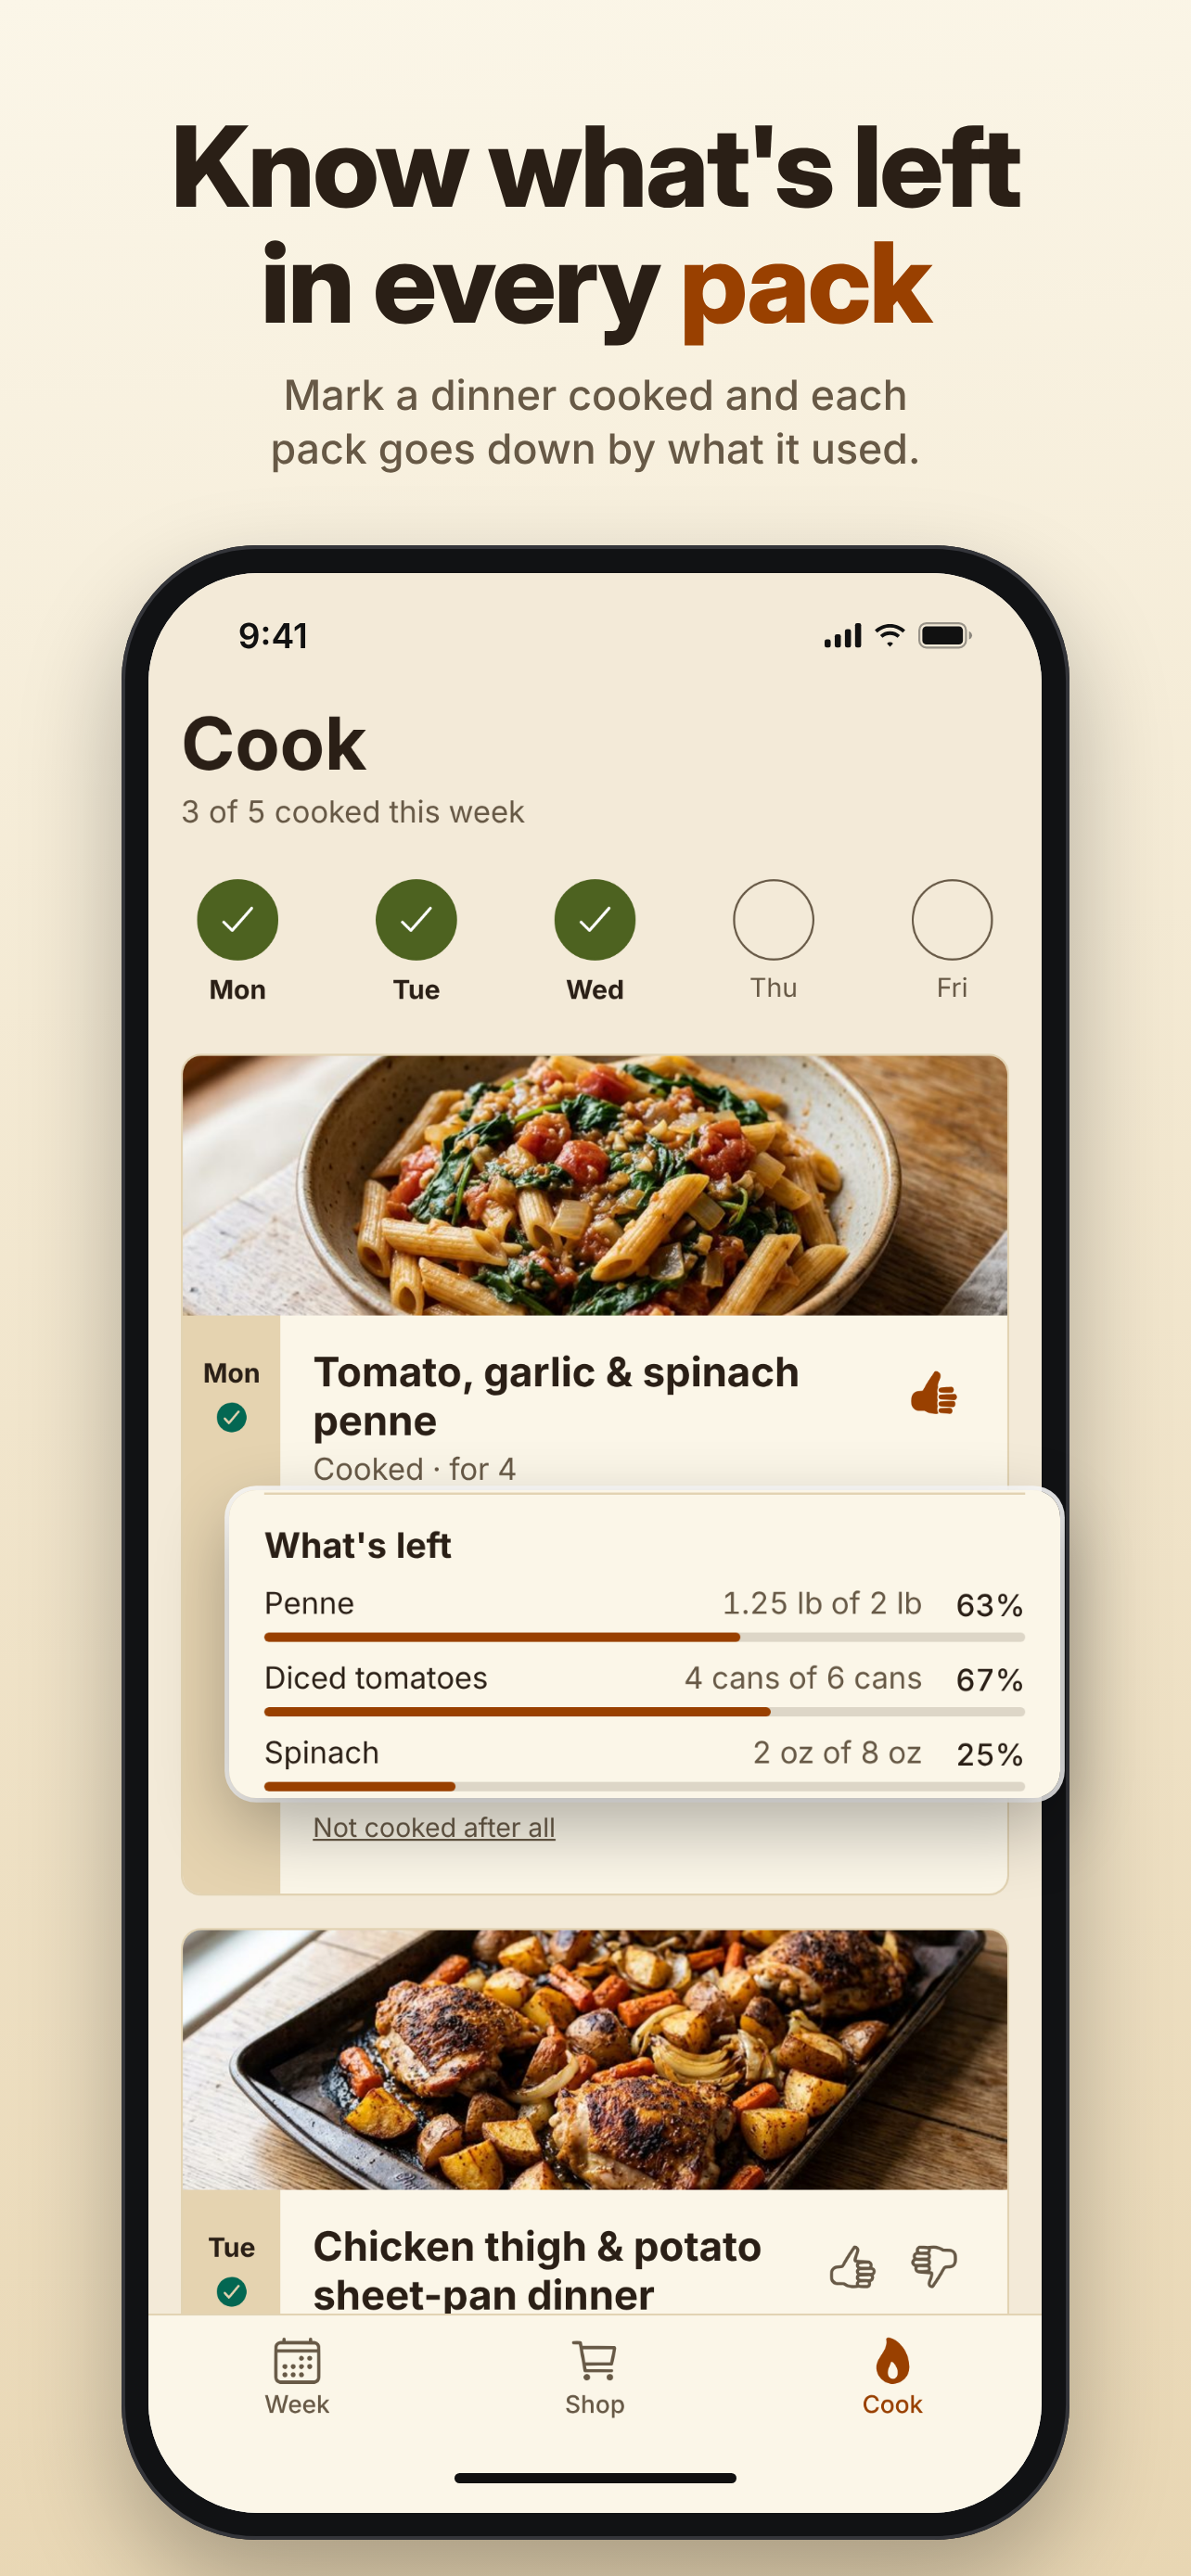 Know what's left
in every pack
Mark a dinner cooked and each
pack goes down by what it used.
9:41
Cook
3 of 5 cooked this week
Mon Tue Wed Thu Fri
Mon
Tomato, garlic & spinach
penne
Cooked · for 4
What's left
Penne 1.25 lb of 2 lb 63%
Diced tomatoes 4 cans of 6 cans 67%
Spinach 2 oz of 8 oz 25%
Not cooked after all
Tue
Chicken thigh & potato
sheet-pan dinner
Week Shop Cook